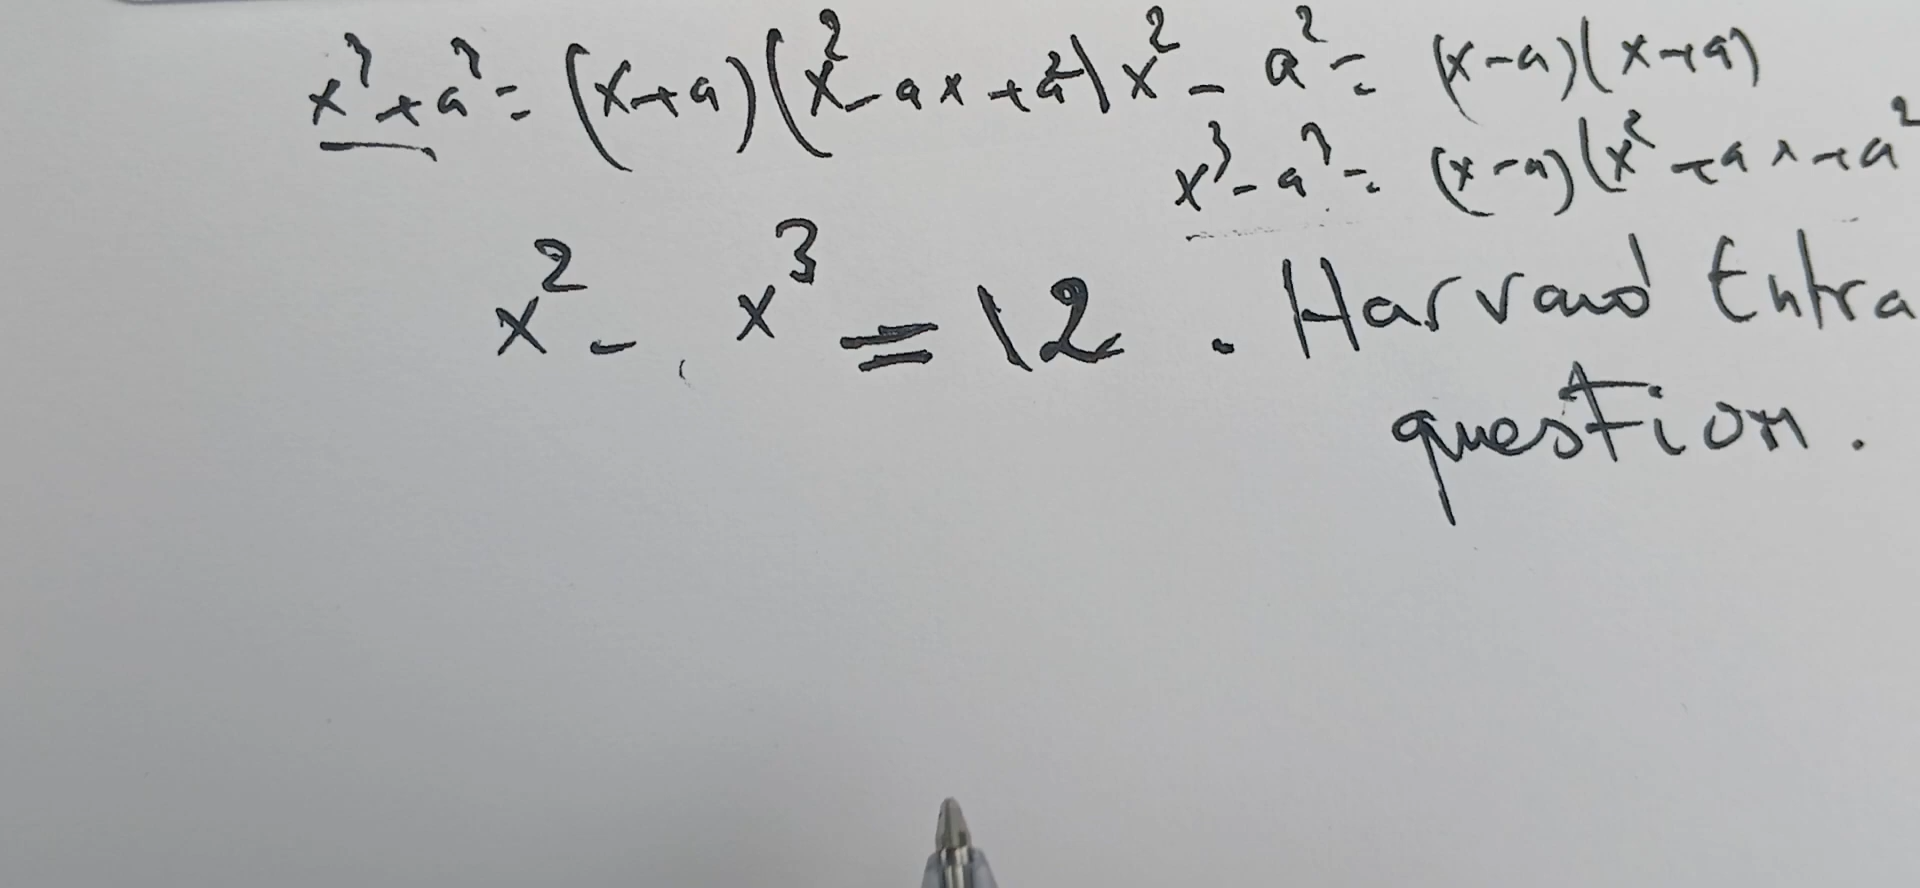 x³+a³=(x+a)(x²-ax+a²) x²-a²=(x-a)(x+a)
x³-a³=(x-a)(x²+ax+a²
x²-x³=12. Harvard Entra
question.